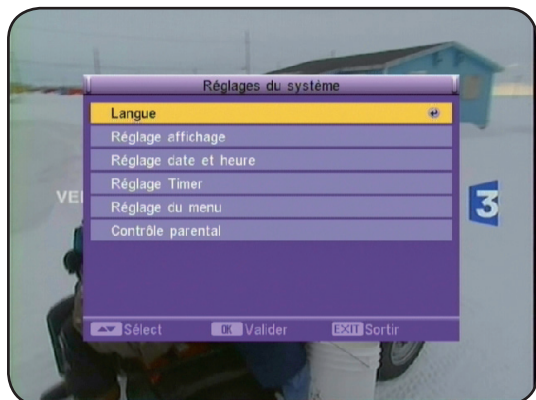 Réglages du système
Langue
Réglage affichage
Réglage date et heure
Réglage Timer
Réglage du menu
Contrôle parental
VE
3
Sélect OK Valider EXIT Sortir